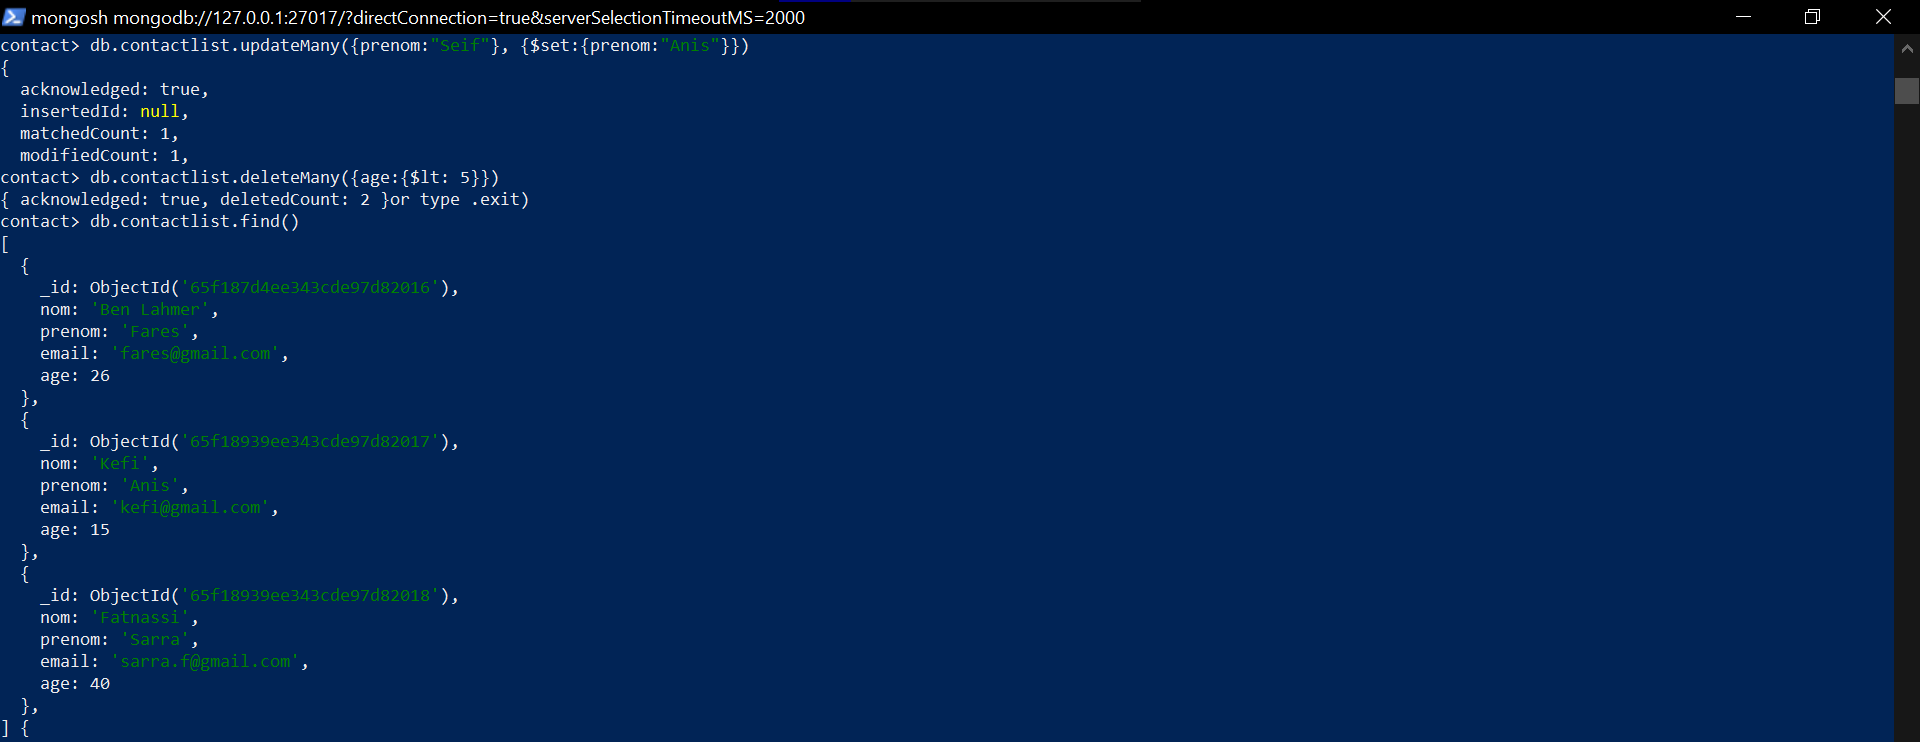 mongosh mongodb://127.0.0.1:27017/?directConnection=true&serverSelectionTimeoutMS=2000
contact> db.contactlist.updateMany({prenom:"Seif"}, {$set:{prenom:"Anis"}})
{
  acknowledged: true,
  insertedId: null,
  matchedCount: 1,
  modifiedCount: 1,
contact> db.contactlist.deleteMany({age:{$lt: 5}})
{ acknowledged: true, deletedCount: 2 }or type .exit)
contact> db.contactlist.find()
[
  {
    _id: ObjectId('65f187d4ee343cde97d82016'),
    nom: 'Ben Lahmer',
    prenom: 'Fares',
    email: 'fares@gmail.com',
    age: 26
  },
  {
    _id: ObjectId('65f18939ee343cde97d82017'),
    nom: 'Kefi',
    prenom: 'Anis',
    email: 'kefi@gmail.com',
    age: 15
  },
  {
    _id: ObjectId('65f18939ee343cde97d82018'),
    nom: 'Fatnassi',
    prenom: 'Sarra',
    email: 'sarra.f@gmail.com',
    age: 40
  },
] {